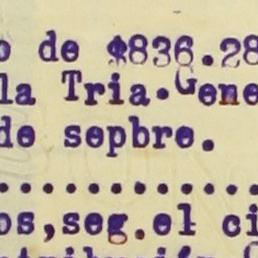 o de $836.28
la Tria.Gene
de sepbre.
............
os,seg.el ci